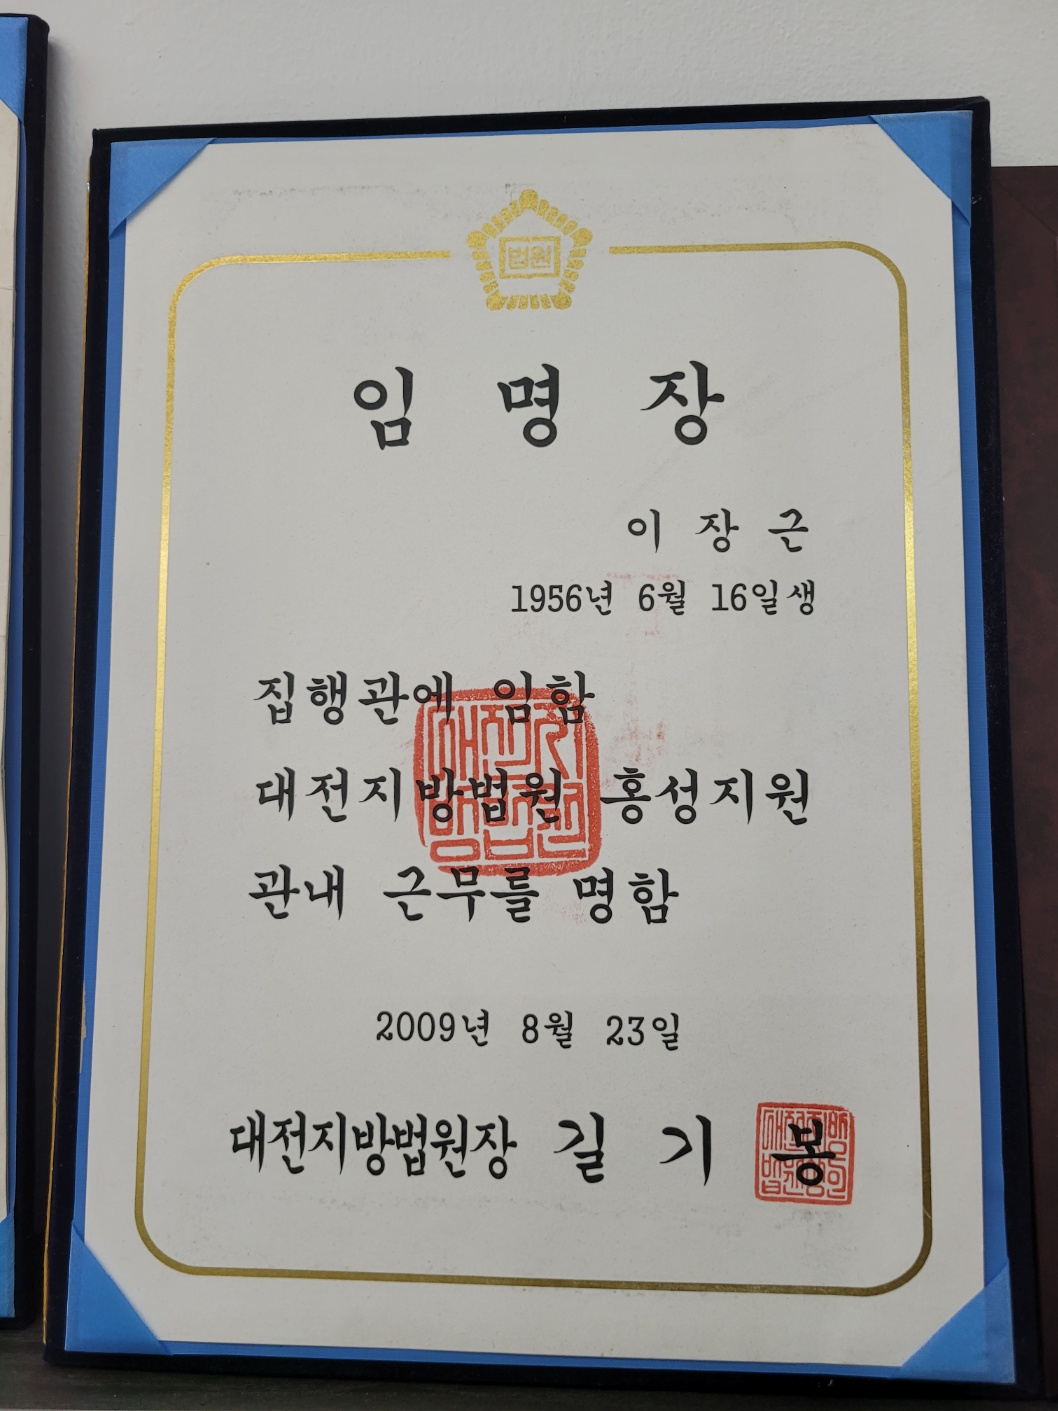 법원
임 명 장
이 장 근
1956년 6월 16일생
집행관에 임함
대전지방법원 홍성지원
관내 근무를 명함
2009년 8월 23일
대전지방법원장 길 기 봉